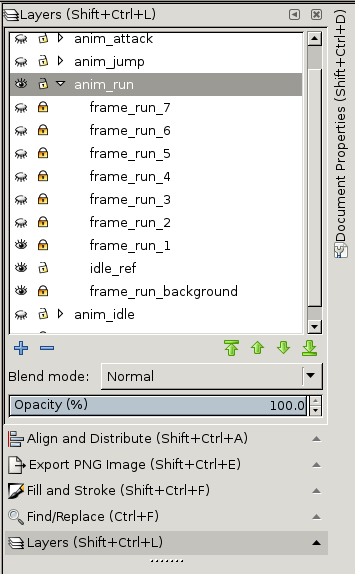 Layers (Shift+Ctrl+L)
anim_attack
anim_jump
anim_run
frame_run_7
frame_run_6
frame_run_5
frame_run_4
frame_run_3
frame_run_2
frame_run_1
idle_ref
frame_run_background
anim_idle
Blend mode: Normal
Opacity (%) 100.0
Align and Distribute (Shift+Ctrl+A)
Export PNG Image (Shift+Ctrl+E)
Fill and Stroke (Shift+Ctrl+F)
Find/Replace (Ctrl+F)
Layers (Shift+Ctrl+L)
Document Properties (Shift+Ctrl+D)